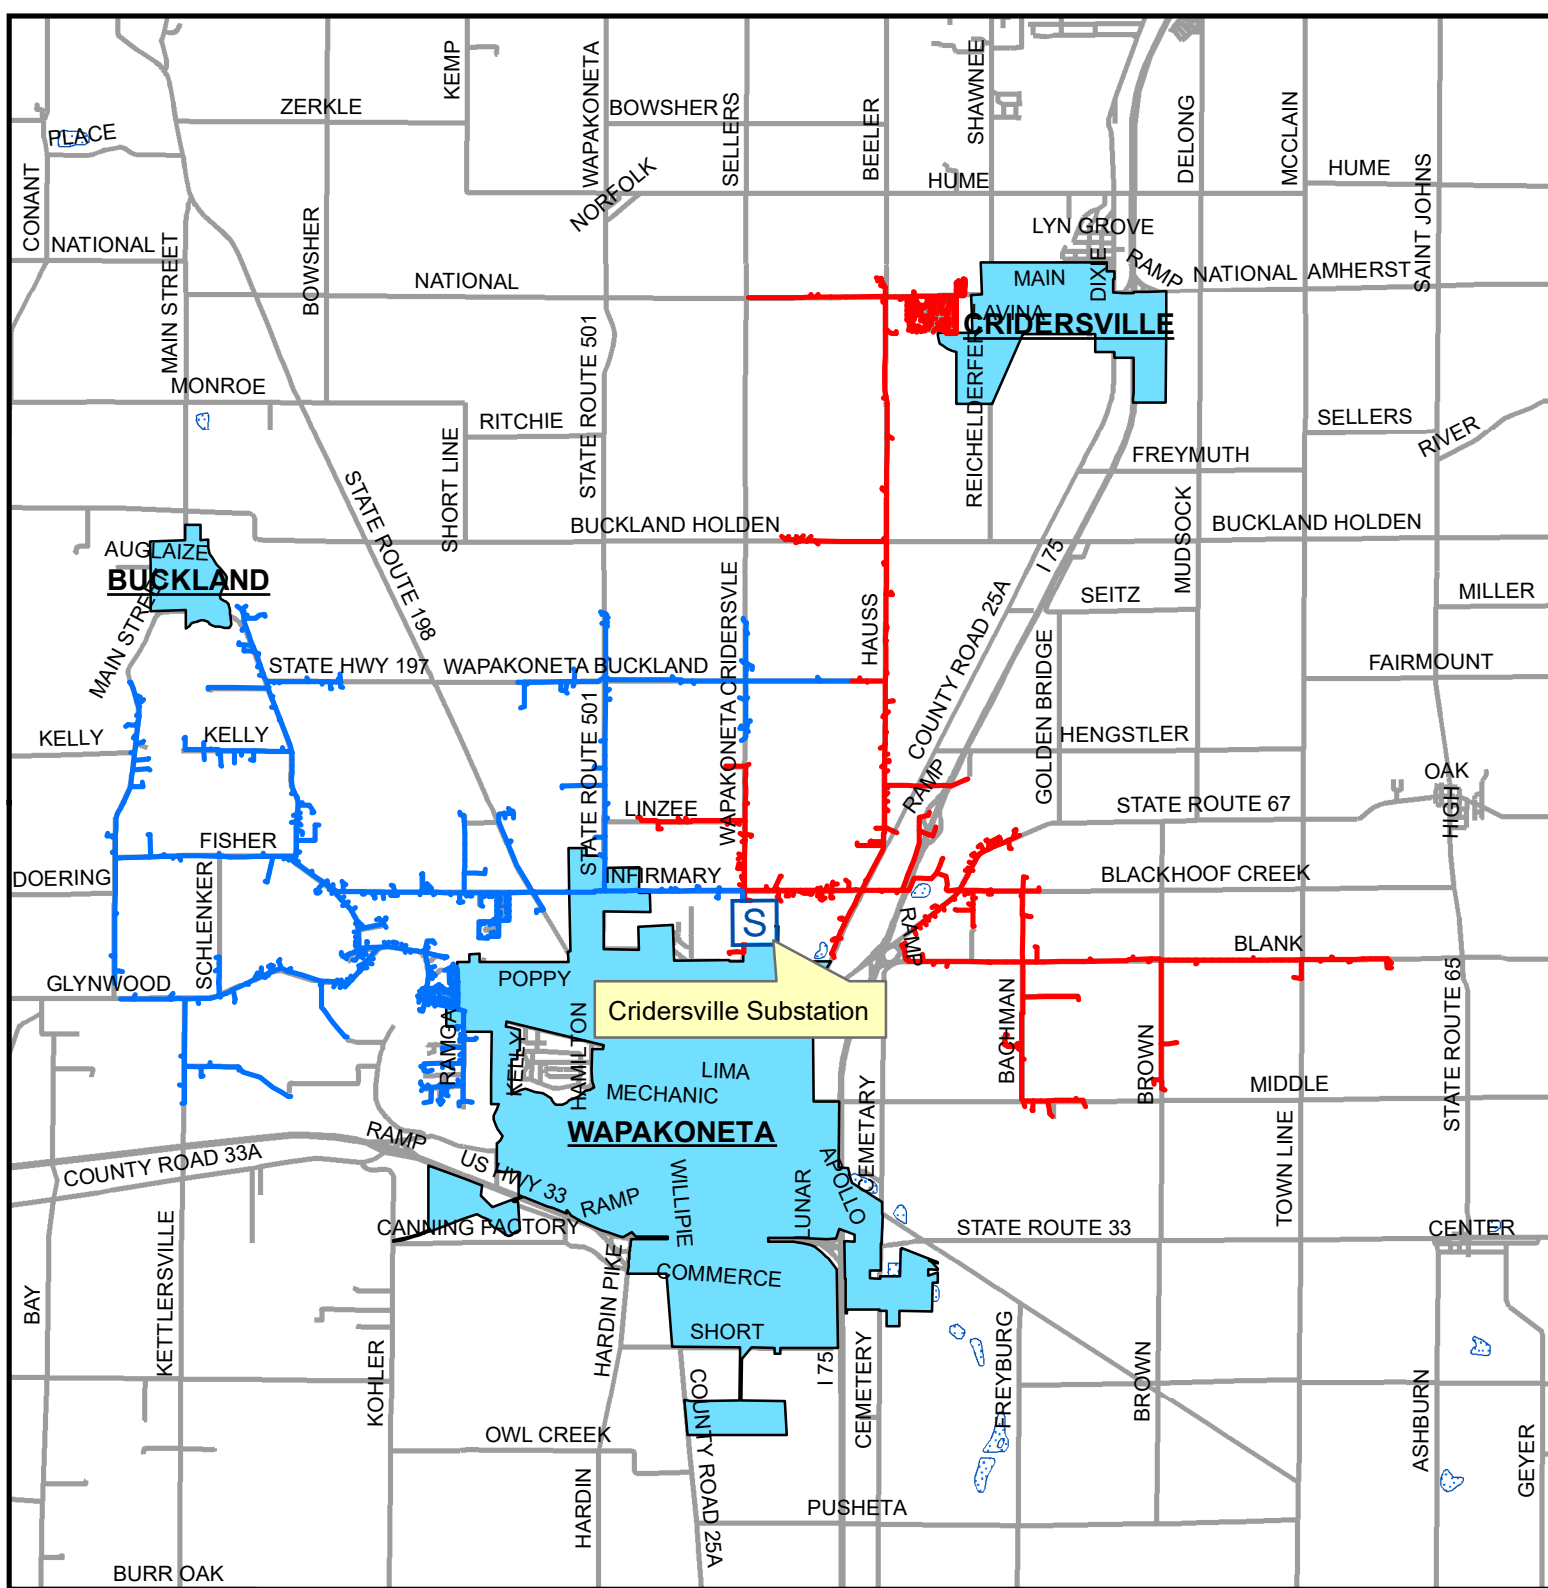 KEMP
WAPAKONETA
SHAWNEE
ZERKLE
BOWSHER
SELLERS
BEELER
DELONG
MCCLAIN
PLACE
CONANT
NORFOLK
HUME
HUME
SAINT JOHNS
NATIONAL
MAIN STREET
BOWSHER
LYN GROVE
DIXIE
RAMP
NATIONAL
MAIN
NATIONAL
AMHERST
LAVINA
CRIDERSVILLE
STATE ROUTE 501
REICHELDERFER
MONROE
RITCHIE
SHORT LINE
SELLERS
RIVER
FREYMUTH
STATE ROUTE 198
BUCKLAND HOLDEN
MUDSOCK
BUCKLAND HOLDEN
AUGLAIZE
BUCKLAND
MAIN STREET
I 75
SEITZ
MILLER
WAPAKONETA CRIDERSVLE
HAUSS
COUNTY ROAD 25A
STATE HWY 197
WAPAKONETA BUCKLAND
GOLDEN BRIDGE
FAIRMOUNT
KELLY
KELLY
STATE ROUTE 501
HENGSTLER
RAMP
OAK
HIGH
LINZEE
STATE ROUTE 67
FISHER
DOERING
SCHLENKER
INFIRMARY
BLACKHOOF CREEK
S
RAMP
BLANK
GLYNWOOD
POPPY
STATE ROUTE 65
Cridersville Substation
RAMGA
KELLY
HAMILTON
BACHMAN
BROWN
LIMA
MECHANIC
MIDDLE
CEMETARY
WAPAKONETA
RAMP
COUNTY ROAD 33A
US HWY 33
RAMP
WILLIPIE
LUNAR
APOLLO
TOWN LINE
CANNING FACTORY
STATE ROUTE 33
CENTER
BAY
KETTLERSVILLE
HARDIN PIKE
COMMERCE
SHORT
KOHLER
I 75
CEMETERY
FREYBURG
BROWN
ASHBURN
GEYER
COUNTY ROAD 25A
OWL CREEK
HARDIN
PUSHETA
BURR OAK